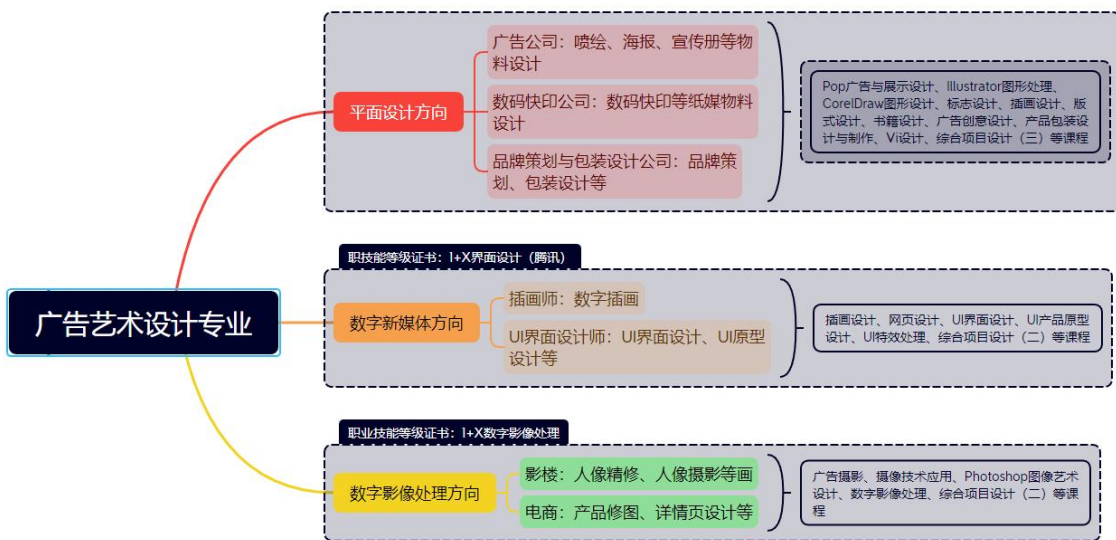 广告艺术设计专业
平面设计方向
广告公司：喷绘、海报、宣传册等物
料设计
数码快印公司：数码快印等纸媒物料
设计
品牌策划与包装设计公司：品牌策
划、包装设计等
Pop广告与展示设计、Illustrator图形处理、
CorelDraw图形设计、标志设计、插画设计、版
式设计、书籍设计、广告创意设计、产品包装设
计与制作、Vi设计、综合项目设计（三）等课程
职技能等级证书：1+X界面设计（腾讯）
数字新媒体方向
插画师：数字插画
UI界面设计师：UI界面设计、UI原型
设计等
插画设计、网页设计、UI界面设计、UI产品原型
设计、UI特效处理、综合项目设计（二）等课程
职业技能等级证书：1+X数字影像处理
数字影像处理方向
影楼：人像精修、人像摄影等画
电商：产品修图、详情页设计等
广告摄影、摄像技术应用、Photoshop图像艺术
设计、数字影像处理、综合项目设计（二）等课
程